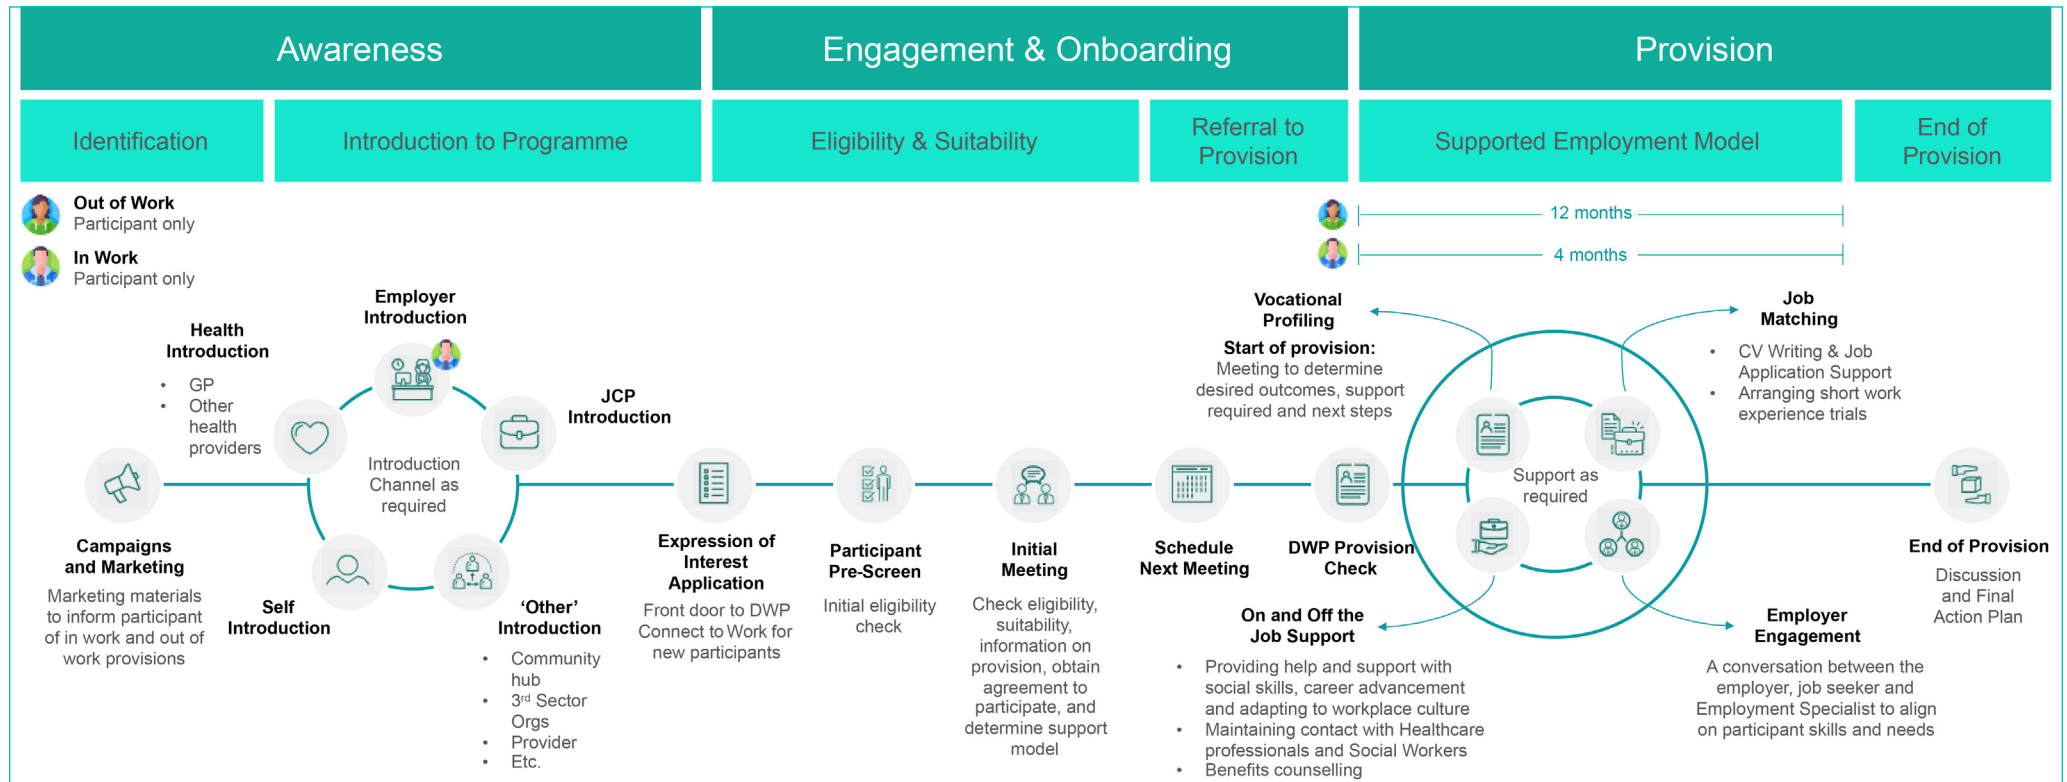 Awareness
Engagement & Onboarding
Provision
Identification
Introduction to Programme
Eligibility & Suitability
Referral to
Provision
Supported Employment Model
End of
Provision
Out of Work
Participant only
In Work
Participant only
12 months
4 months
Health
Introduction
• GP
• Other
health
providers
Employer
Introduction
JCP
Introduction
Introduction
Channel as
required
Campaigns
and Marketing
Marketing materials
to inform participant
of in work and out of
work provisions
Self
Introduction
‘Other’
Introduction
• Community
hub
• 3rd Sector
Orgs
• Provider
• Etc.
Expression of
Interest
Application
Front door to DWP
Connect to Work for
new participants
Participant
Pre-Screen
Initial eligibility
check
Initial
Meeting
Check eligibility,
suitability,
information on
provision, obtain
agreement to
participate, and
determine support
model
Schedule
Next Meeting
DWP Provision
Check
Vocational
Profiling
Start of provision:
Meeting to determine
desired outcomes, support
required and next steps
Job
Matching
• CV Writing & Job
Application Support
• Arranging short work
experience trials
Support as
required
On and Off the
Job Support
• Providing help and support with
social skills, career advancement
and adapting to workplace culture
• Maintaining contact with Healthcare
professionals and Social Workers
• Benefits counselling
Employer
Engagement
A conversation between the
employer, job seeker and
Employment Specialist to align
on participant skills and needs
End of Provision
Discussion
and Final
Action Plan